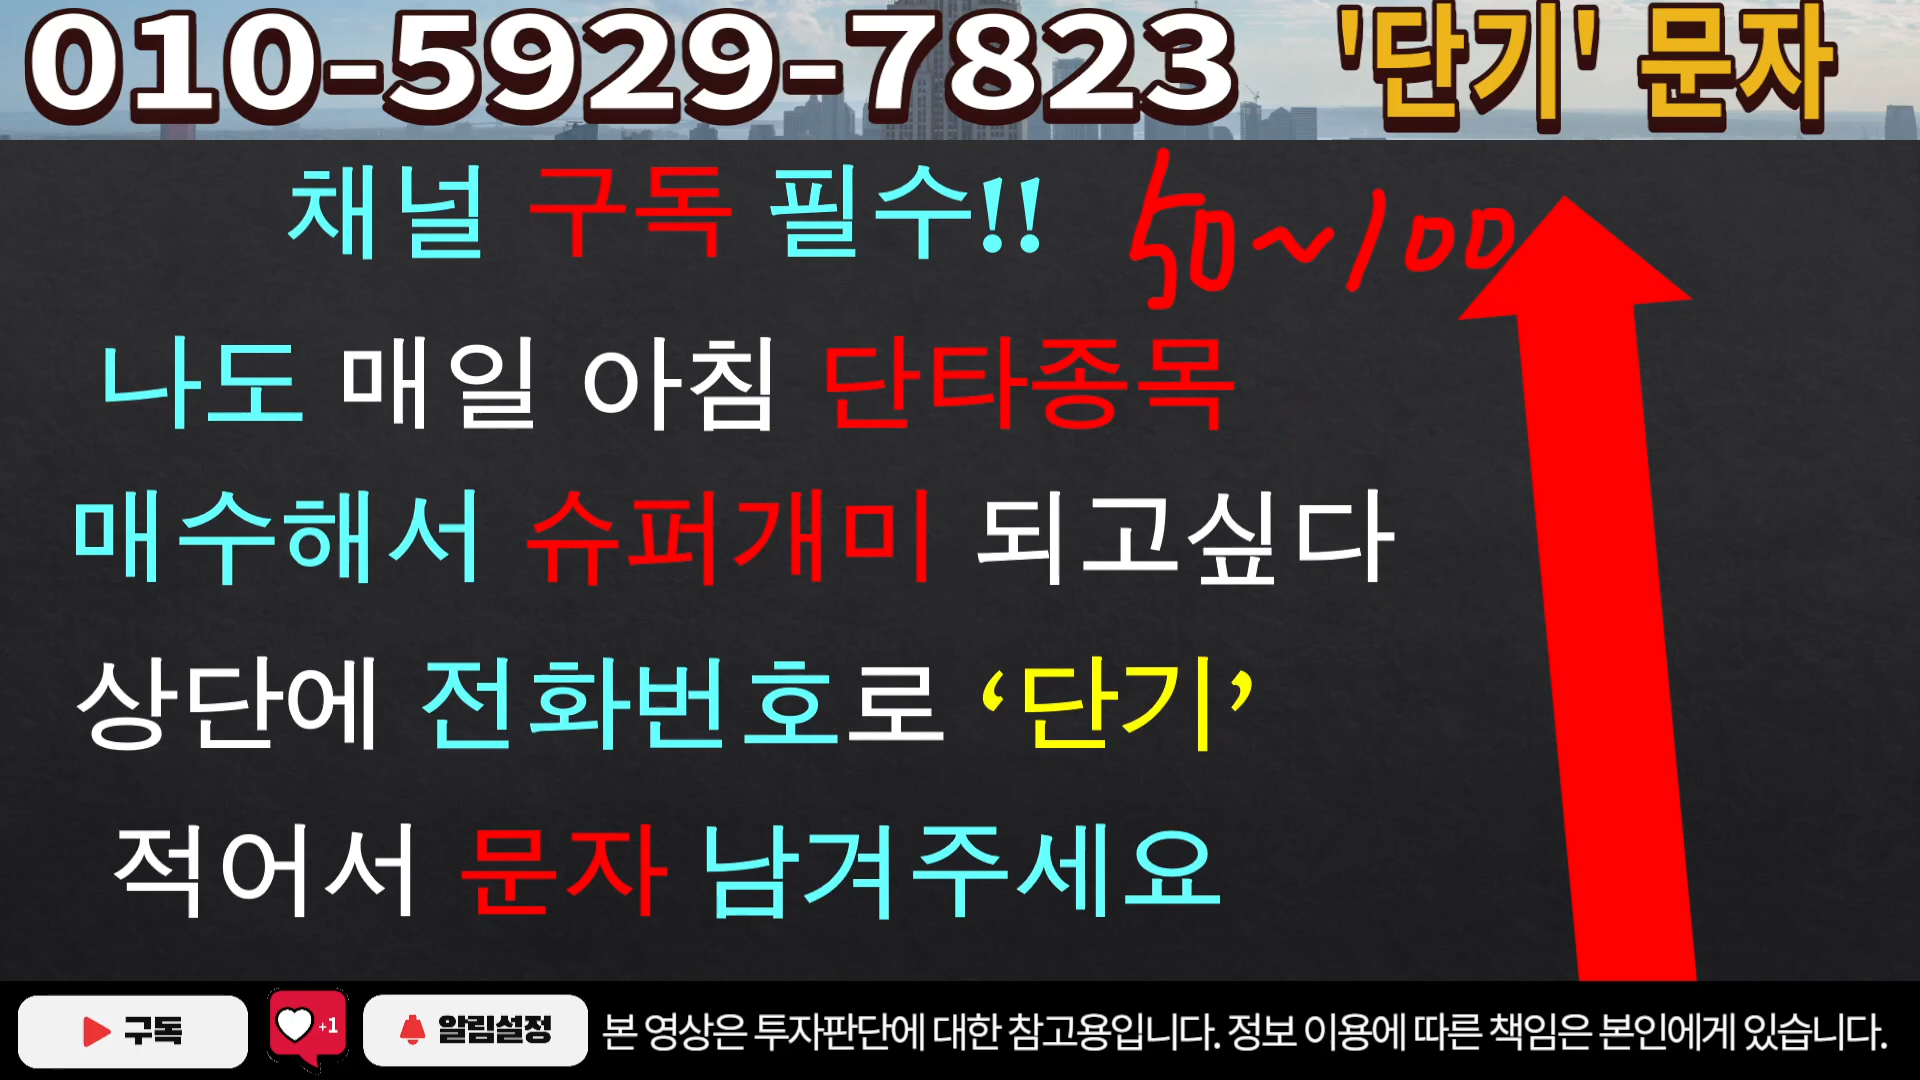 010-5929-7823 '단기' 문자
채널 구독 필수!! 50~100
나도 매일 아침 단타종목
매수해서 슈퍼개미 되고싶다
상단에 전화번호로 ‘단기’
적어서 문자 남겨주세요
구독 +1 알림설정 본 영상은 투자판단에 대한 참고용입니다. 정보 이용에 따른 책임은 본인에게 있습니다.